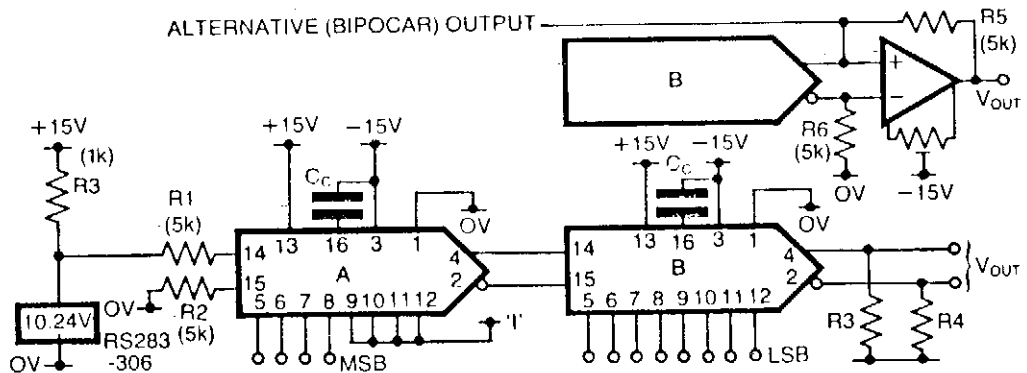 ALTERNATIVE (BIPOCAR) OUTPUT
R5
(5k)
B
+
−
VOUT
R6
(5k)
OV
−15V
+15V
(1k)
R3
+15V
−15V
CC
+15V
−15V
CC
R1
(5k)
OV
OV
14
13
16
3
1
4
14
13
16
3
1
4
A
B
15
2
15
2
VOUT
10.24V
OV
R2
(5k)
5 6 7 8 9 10 11 12
'1'
5 6 7 8 9 10 11 12
R3
R4
RS283
-306
OV
MSB
LSB